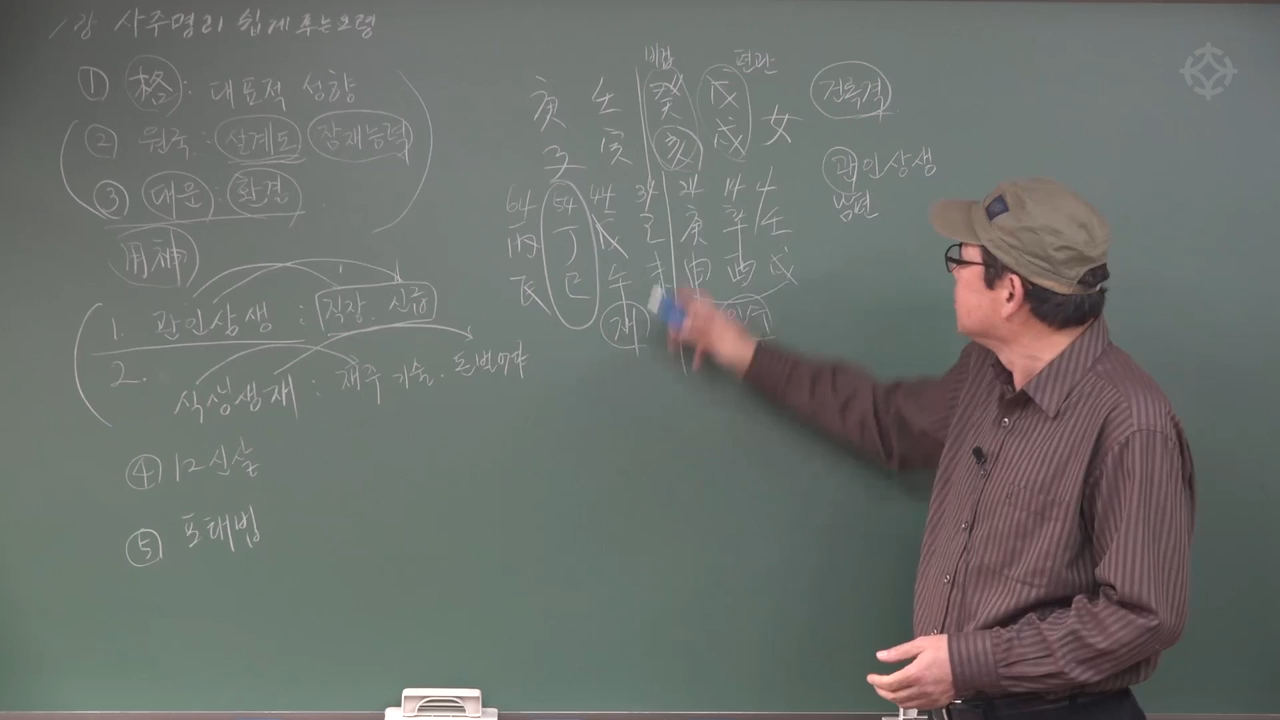 1강 사주명리 쉽게 푸는 요령
① 格 : 대표적 성향
② 원국 : 설계도 잠재능력
③ 대운 : 환경
用神
1. 관인상생 : 직장. 신용
2. 식상생재 : 재주 기술. 돈번다
④ 12신살
⑤ 포태법
비겁 편관
庚 壬 癸 戊 女
子 寅 亥 戌
건록격
관인상생
남편
64 54 44 34 24 14 4
丙 丁 戊 己 庚 辛 壬
辰 巳 午 未 申 酉 戌
재